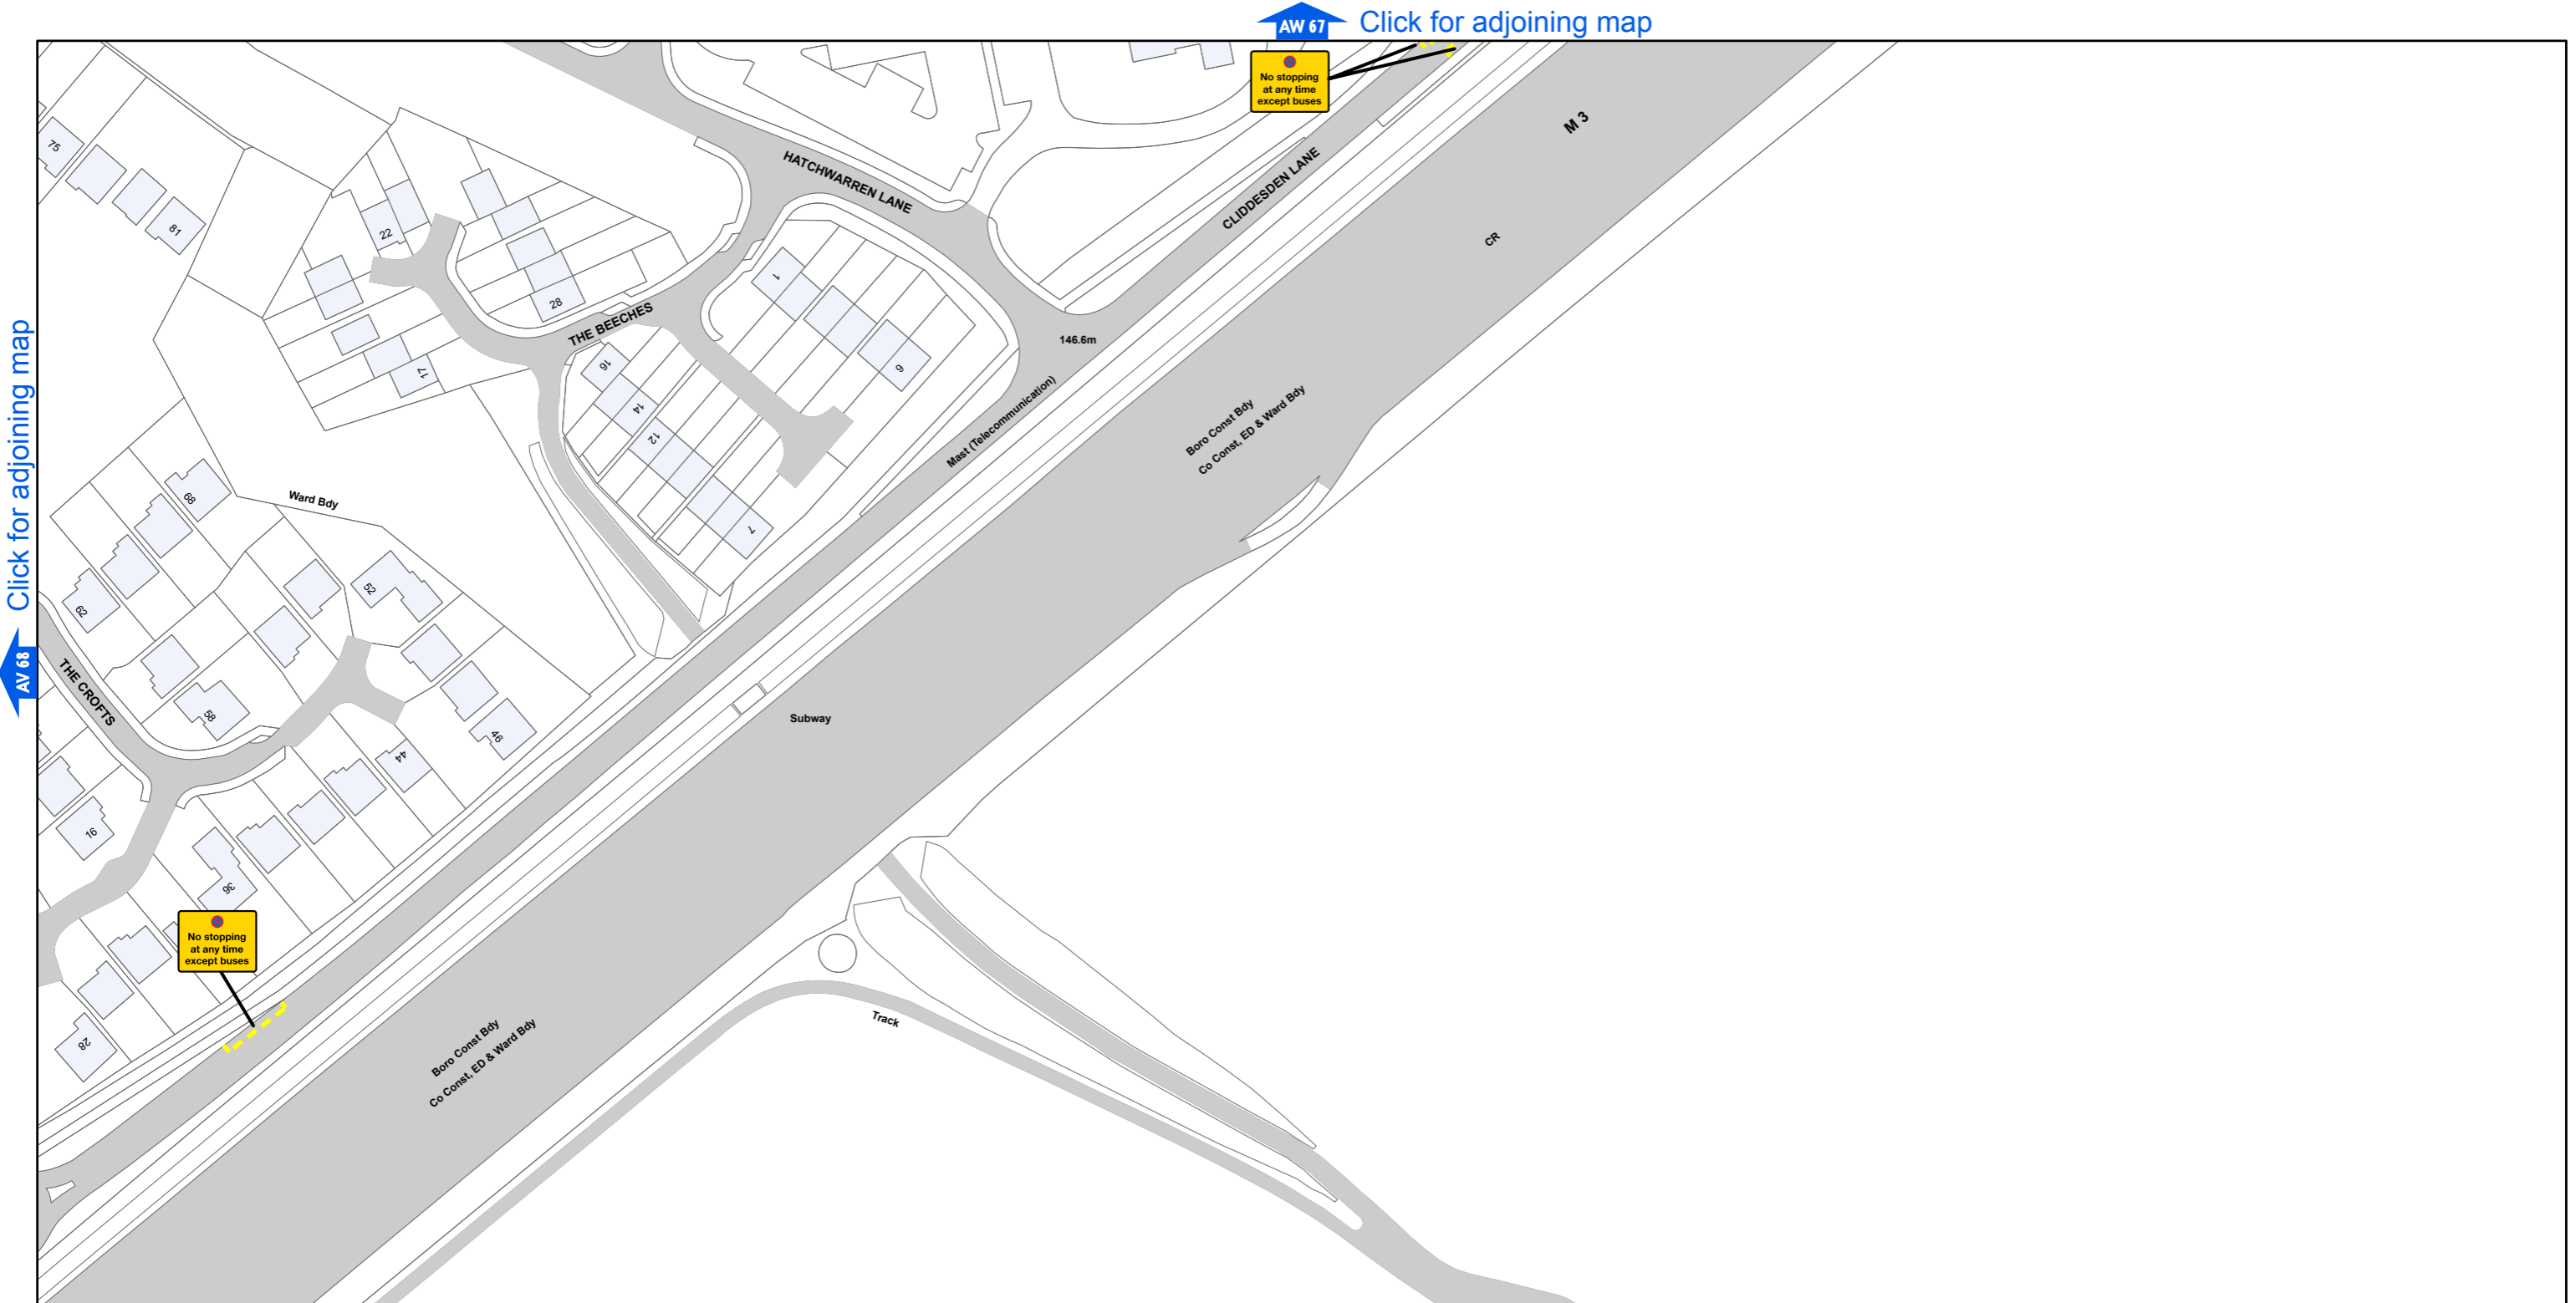 AW 67
Click for adjoining map
No stopping
at any time
except buses
M 3
75
HATCHWARREN LANE
CLIDDESDEN LANE
81
22
CR
1
28
THE BEECHES
146.6m
16
6
17
14
Mast (Telecommunication)
Boro Const Bdy
Co Const, ED & Ward Bdy
12
Click for adjoining map
AV 68
68
Ward Bdy
7
52
62
THE CROFTS
58
Subway
46
44
16
36
No stopping
at any time
except buses
Track
28
Boro Const Bdy
Co Const, ED & Ward Bdy